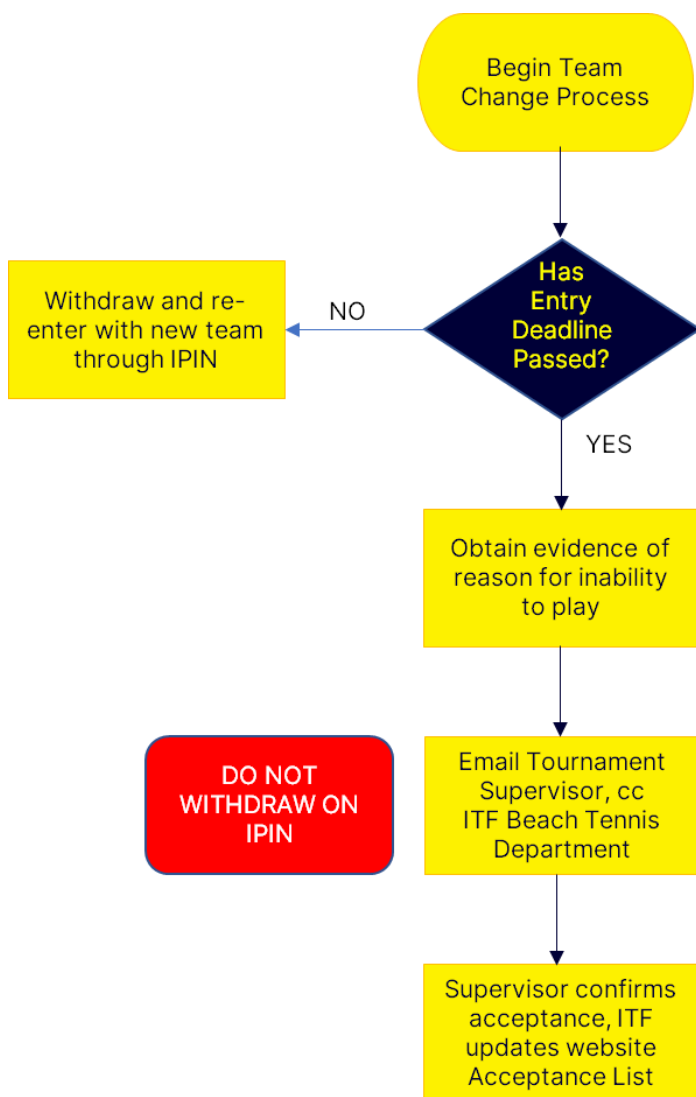 Begin Team
Change Process
Has
Entry
Deadline
Passed?
NO
Withdraw and re-
enter with new team
through IPIN
YES
Obtain evidence of
reason for inability
to play
DO NOT
WITHDRAW ON
IPIN
Email Tournament
Supervisor, cc
ITF Beach Tennis
Department
Supervisor confirms
acceptance, ITF
updates website
Acceptance List